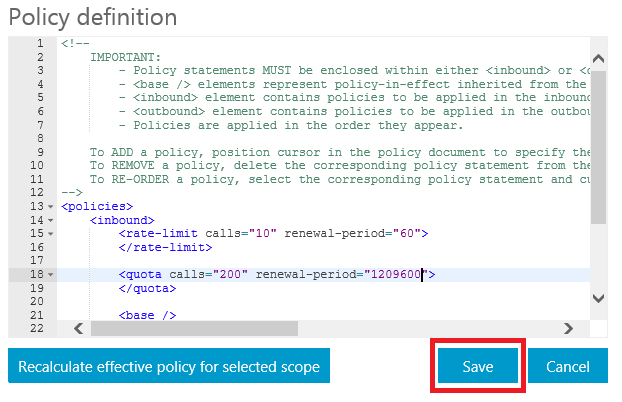 Policy definition
1 <!--
2 IMPORTANT:
3 - Policy statements MUST be enclosed within either <inbound> or
4 - <base /> elements represent policy-in-effect inherited from the
5 - <inbound> element contains policies to be applied in the inbound
6 - <outbound> element contains policies to be applied in the
7 - Policies are applied in the order they appear.
8
9 To ADD a policy, position cursor in the policy document to specify the
10 To REMOVE a policy, delete the corresponding policy statement from the
11 To RE-ORDER a policy, select the corresponding policy statement and
12 -->
13 <policies>
14 <inbound>
15 <rate-limit calls="10" renewal-period="60">
16 </rate-limit>
17
18 <quota calls="200" renewal-period="1209600">
19 </quota>
20
21 <base />
22
Recalculate effective policy for selected scope
Save
Cancel